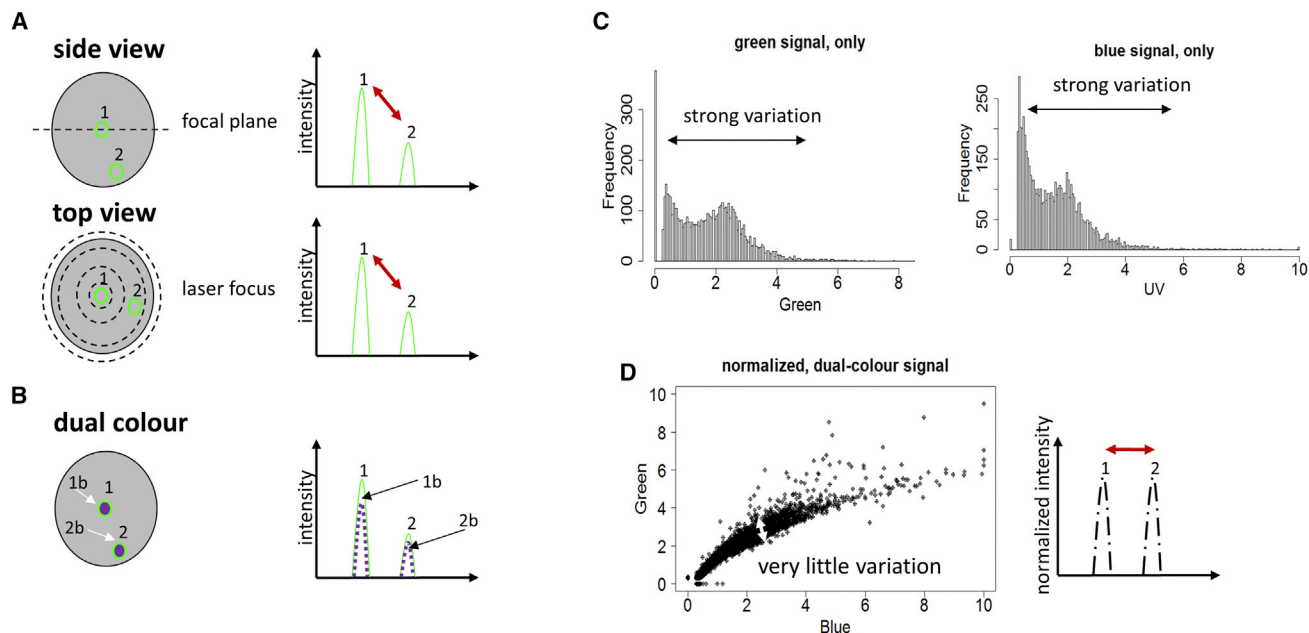 A
side view
1
2
focal plane
intensity
1
2
top view
1
2
laser focus
intensity
1
2
B
dual colour
1b
1
2b
2
intensity
1
1b
2
2b
C
green signal, only
strong variation
Frequency
0 100 200 300
0 2 4 6 8
Green
blue signal, only
strong variation
Frequency
0 50 150 250
0 2 4 6 8 10
UV
D
normalized, dual-colour signal
Green
10
8
6
4
2
0
very little variation
0 2 4 6 8 10
Blue
normalized intensity
1 2